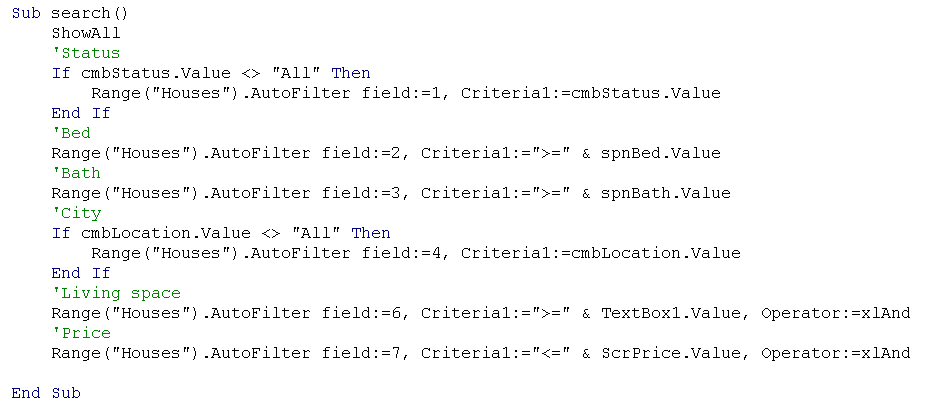 Sub search()
    ShowAll
    'Status
    If cmbStatus.Value <> "All" Then
        Range("Houses").AutoFilter field:=1, Criteria1:=cmbStatus.Value
    End If
    'Bed
    Range("Houses").AutoFilter field:=2, Criteria1:=">=" & spnBed.Value
    'Bath
    Range("Houses").AutoFilter field:=3, Criteria1:=">=" & spnBath.Value
    'City
    If cmbLocation.Value <> "All" Then
        Range("Houses").AutoFilter field:=4, Criteria1:=cmbLocation.Value
    End If
    'Living space
    Range("Houses").AutoFilter field:=6, Criteria1:=">=" & TextBox1.Value, Operator:=xlAnd
    'Price
    Range("Houses").AutoFilter field:=7, Criteria1:="<=" & ScrPrice.Value, Operator:=xlAnd

End Sub